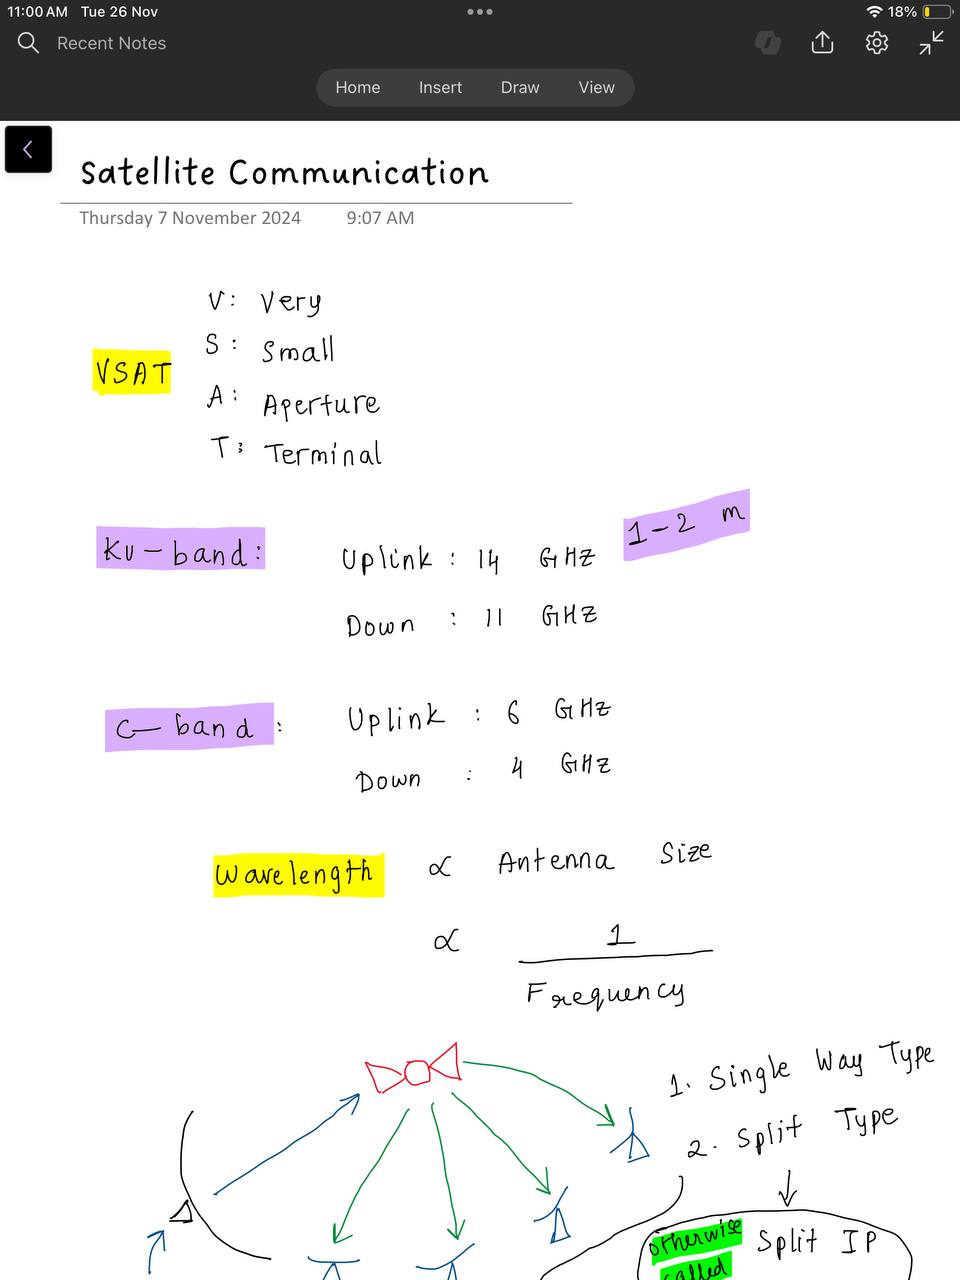 11:00 AM Tue 26 Nov
18%
Recent Notes
Home Insert Draw View
Satellite Communication
Thursday 7 November 2024 9:07 AM
V: Very
S: Small
VSAT
A: Aperture
T: Terminal
Ku-band: Uplink: 14 GHz 1-2 m
Down: 11 GHz
C-band: Uplink: 6 GHz
Down: 4 GHz
Wavelength ∝ Antenna Size
∝ 1
Frequency
1. Single Way Type
2. Split Type
otherwise Split IP
called